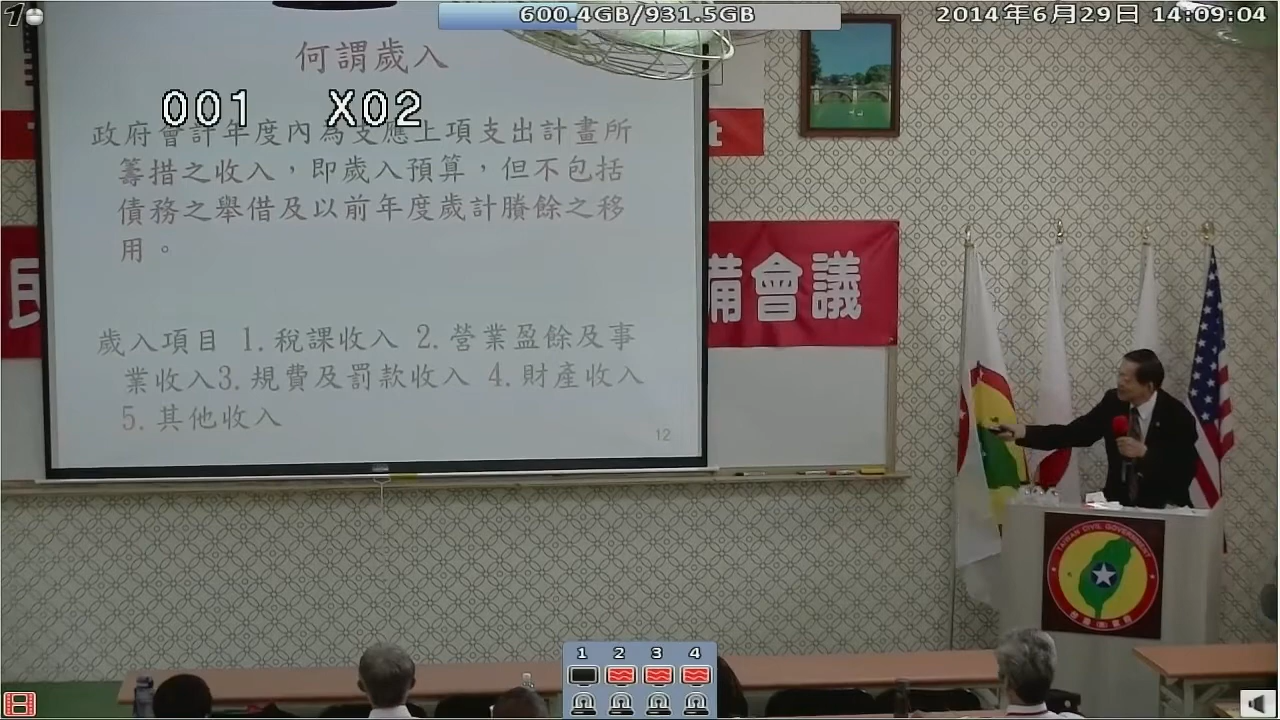 1
600.4GB/931.5GB
2014年6月29日 14:09:04
何謂歲入
001 X02
政府會計年度內為支應上項支出計畫所
籌措之收入，即歲入預算，但不包括
債務之舉借及以前年度歲計賸餘之移
用。
歲入項目 1.稅課收入 2.營業盈餘及事
業收入3.規費及罰款收入 4.財產收入
5.其他收入
12
t
民
備會議
TAIWAN CIVIL GOVERNMENT
1 2 3 4